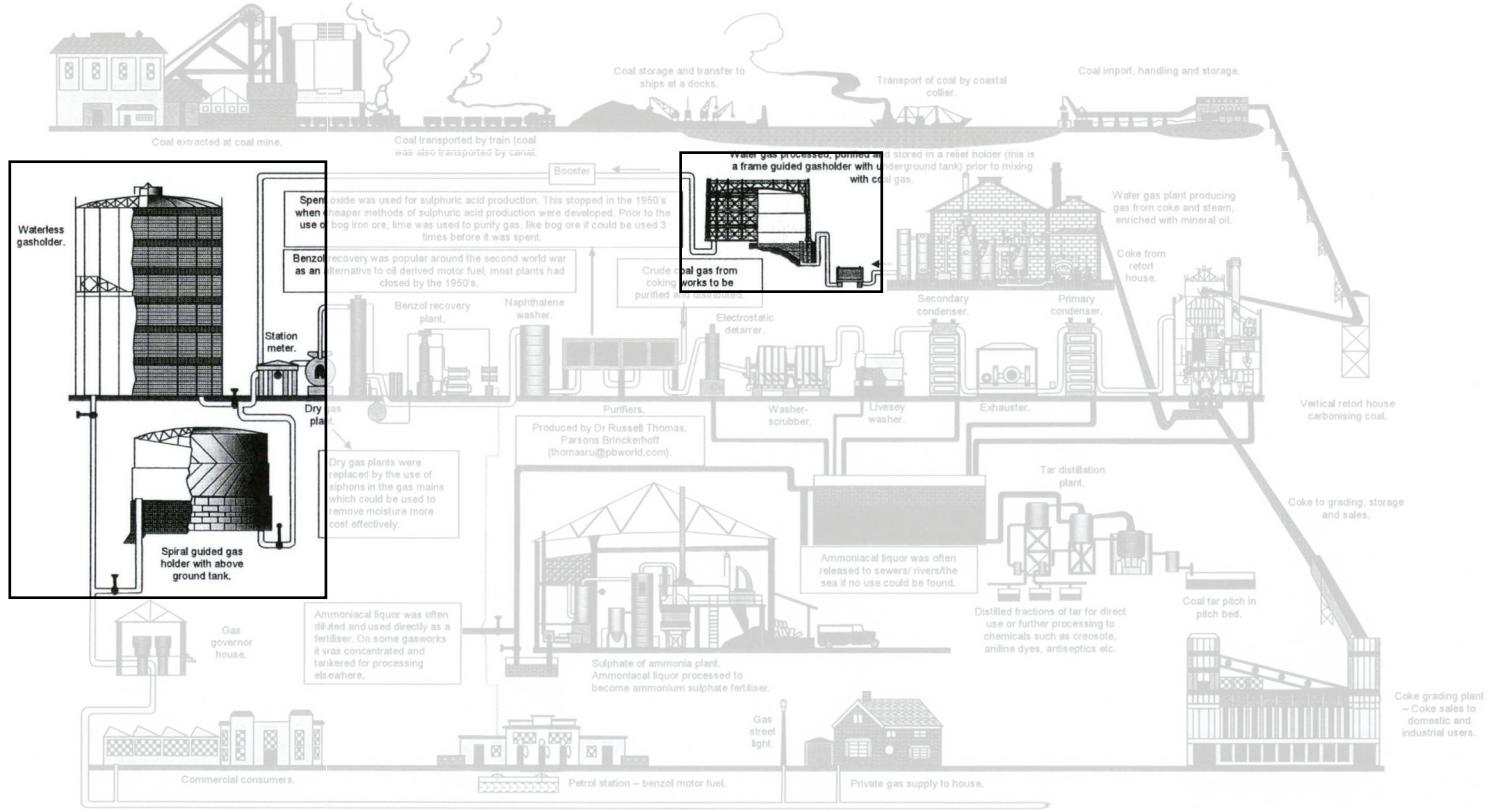 Coal storage and transfer to
ships at a docks.
Transport of coal by coastal
collier.
Coal import, handling and storage.
Coal extracted at coal mine.
Coal transported by train (coal
was also transported by canal.
Water gas processed, purified and stored in a relief holder (this is
a frame guided gasholder with underground tank) prior to mixing
with coal gas.
Booster
Water gas plant producing
gas from coke and steam,
enriched with mineral oil.
Waterless
gasholder.
Spent oxide was used for sulphuric acid production. This stopped in the 1950's
when cheaper methods of sulphuric acid production were developed. Prior to the
use of bog iron ore, lime was used to purify gas, like bog ore if could be used 3
times before it was spent.
Benzol recovery was popular around the second world war
as an alternative to oil derived motor fuel, most plants had
closed by the 1950's.
Crude coal gas from
coking works to be
purified and distributed.
Coke from
retort
house.
Station
meter.
Benzol recovery
plant.
Naphthalene
washer.
Electrostatic
detarrer.
Secondary
condenser.
Primary
condenser.
Dry gas
plant.
Purifiers.
Washer-
scrubber.
Livesey
washer.
Exhauster.
Vertical retort house
carbonising coal.
Produced by Dr Russell Thomas,
Parsons Brinckerhoff
(thomasru@pbworld.com).
Dry gas plants were
replaced by the use of
siphons in the gas mains
which could be used to
remove moisture more
cost effectively.
Tar distillation
plant.
Coke to grading, storage
and sales.
Spiral guided gas
holder with above
ground tank.
Ammoniacal liquor was often
released to sewers/ rivers/the
sea if no use could be found.
Distilled fractions of tar for direct
use or further processing to
chemicals such as creosote,
aniline dyes, antiseptics etc.
Coal tar pitch in
pitch bed.
Gas
governor
house.
Ammoniacal liquor was often
diluted and used directly as a
fertiliser. On some gasworks
it was concentrated and
tankered for processing
elsewhere.
Sulphate of ammonia plant.
Ammoniacal liquor processed to
become ammonium sulphate fertiliser.
Gas
street
light.
Coke grading plant
– Coke sales to
domestic and
industrial users.
Commercial consumers.
Petrol station – benzol motor fuel.
Private gas supply to house.